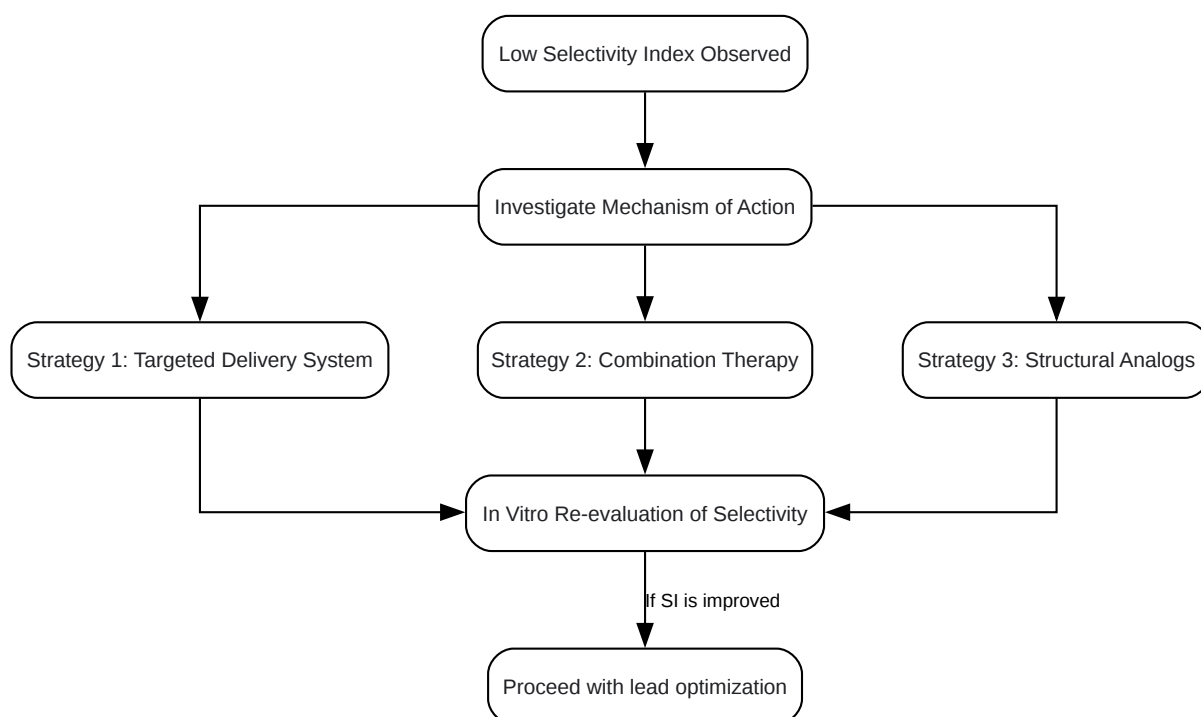 Low Selectivity Index Observed
Investigate Mechanism of Action
Strategy 1: Targeted Delivery System
Strategy 2: Combination Therapy
Strategy 3: Structural Analogs
In Vitro Re-evaluation of Selectivity
If SI is improved
Proceed with lead optimization